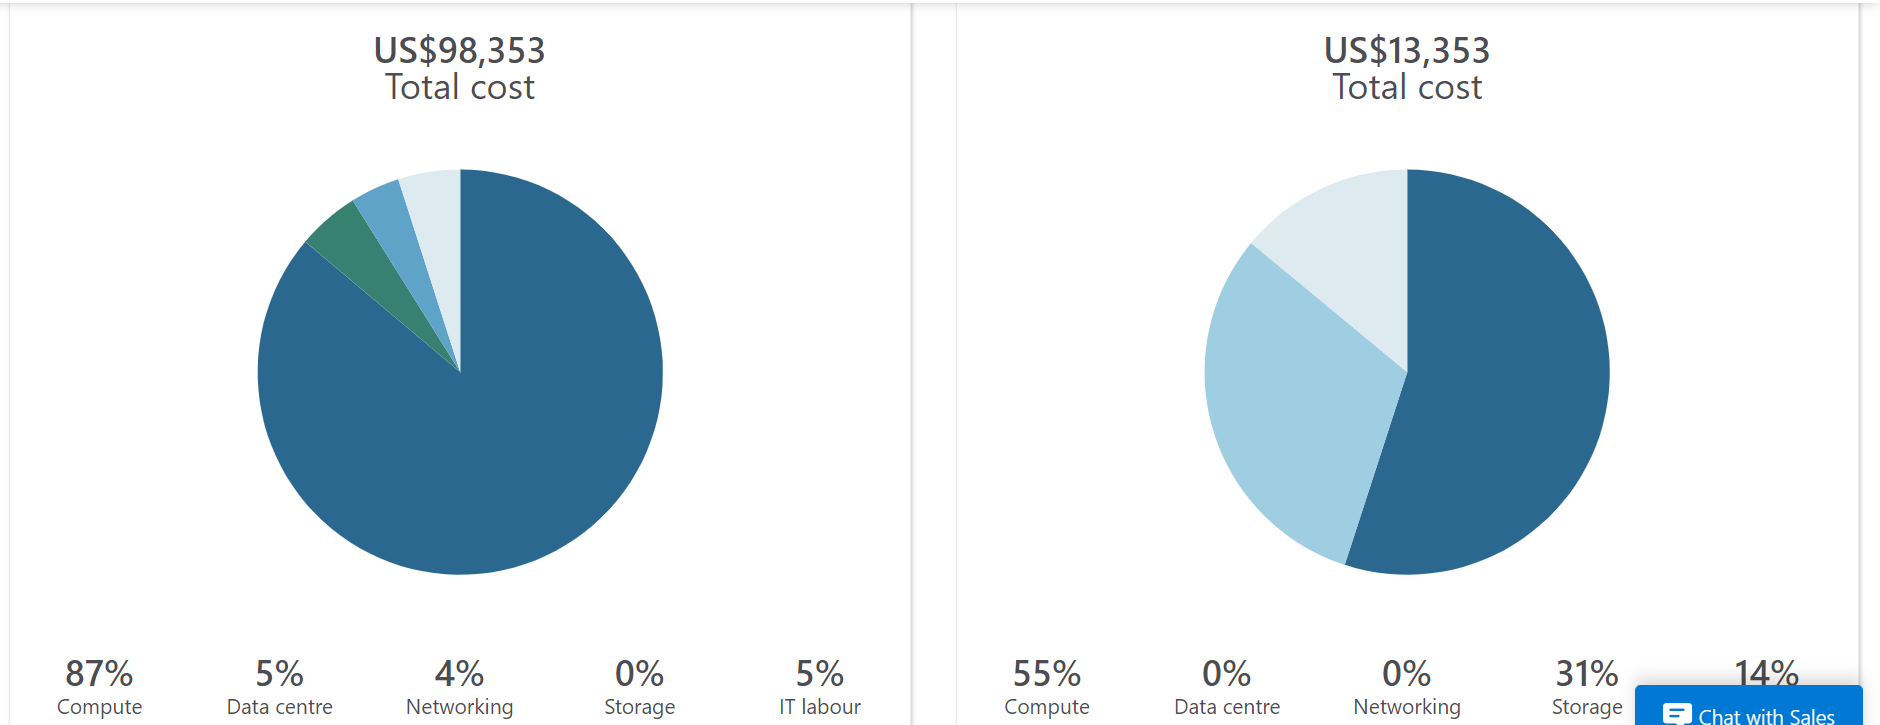 US$98,353
Total cost
87%
Compute
5%
Data centre
4%
Networking
0%
Storage
5%
IT labour
US$13,353
Total cost
55%
Compute
0%
Data centre
0%
Networking
31%
Storage
14%
Chat with Sales